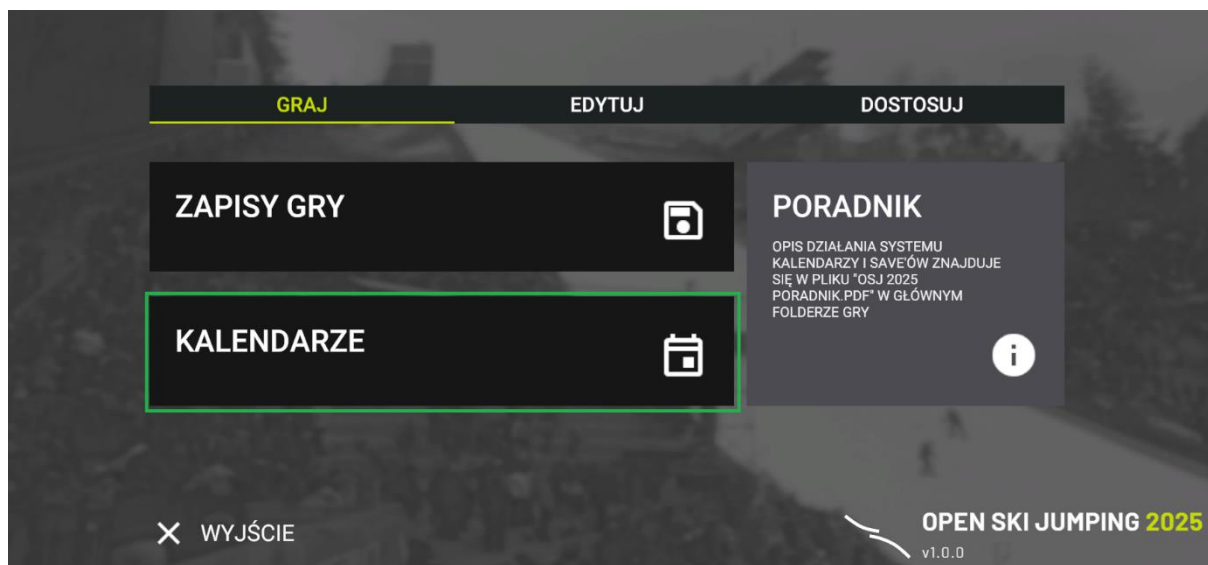 GRAJ EDYTUJ DOSTOSUJ
ZAPISY GRY
PORADNIK
OPIS DZIAŁANIA SYSTEMU
KALENDARZY I SAVE'ÓW ZNAJDUJE
SIĘ W PLIKU "OSJ 2025
PORADNIK.PDF" W GŁÓWNYM
FOLDERZE GRY
i
KALENDARZE
WYJŚCIE
OPEN SKI JUMPING 2025
v1.0.0